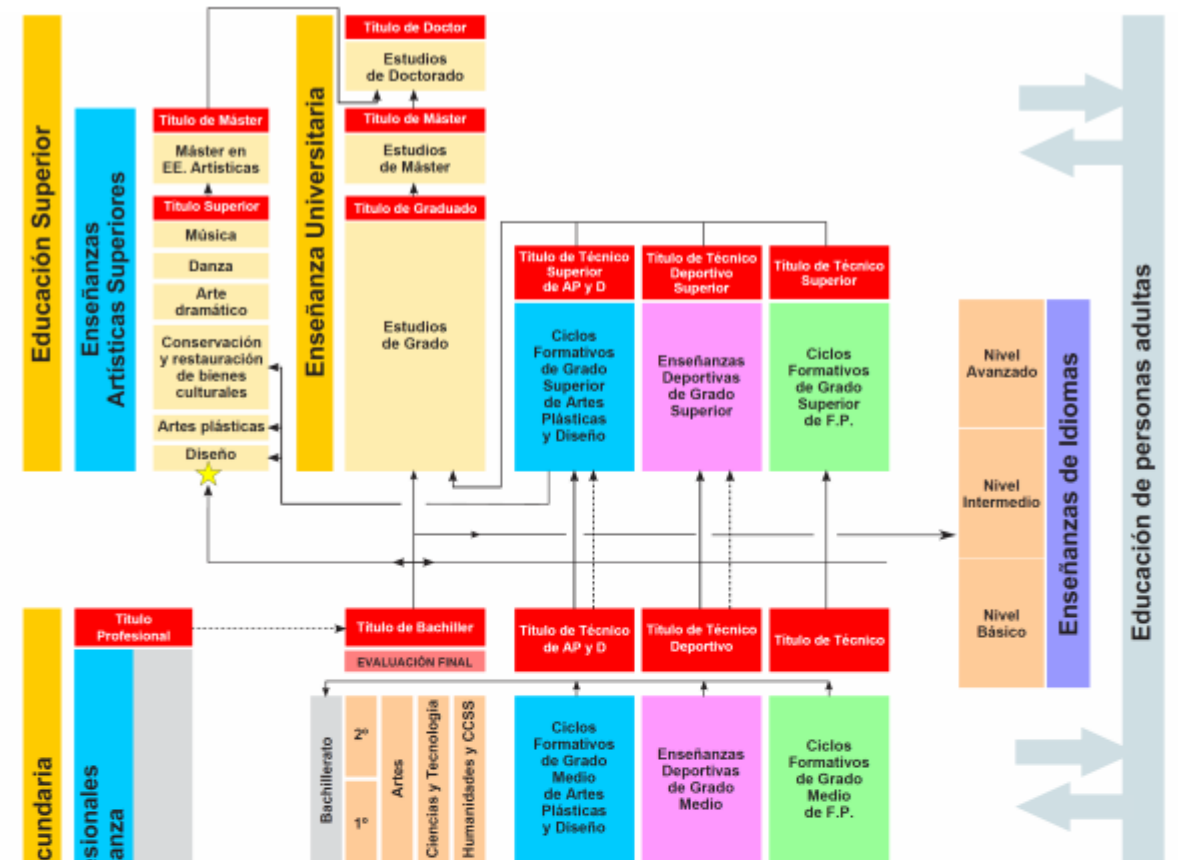 Educación Superior
Enseñanzas
Artísticas Superiores
Título de Máster
Máster en
EE. Artísticas
Título Superior
Música
Danza
Arte
dramático
Conservación
y restauración
de bienes
culturales
Artes plásticas
Diseño
Enseñanza Universitaria
Título de Doctor
Estudios
de Doctorado
Título de Máster
Estudios
de Máster
Título de Graduado
Estudios
de Grado
Título de Técnico
Superior
de AP y D
Ciclos
Formativos
de Grado
Superior
de Artes
Plásticas
y Diseño
Título de Técnico
Deportivo
Superior
Enseñanzas
Deportivas
de Grado
Superior
Título de Técnico
Superior
Ciclos
Formativos
de Grado
Superior
de F.P.
Nivel
Avanzado
Nivel
Intermedio
Nivel
Básico
Enseñanzas de Idiomas
Educación de personas adultas
cundaria
sionales
anza
Título
Profesional
Título de Bachiller
EVALUACIÓN FINAL
Bachillerato
2º
1º
Artes
Ciencias y Tecnología
Humanidades y CCSS
Título de Técnico
de AP y D
Ciclos
Formativos
de Grado
Medio
de Artes
Plásticas
y Diseño
Título de Técnico
Deportivo
Enseñanzas
Deportivas
de Grado
Medio
Título de Técnico
Ciclos
Formativos
de Grado
Medio
de F.P.